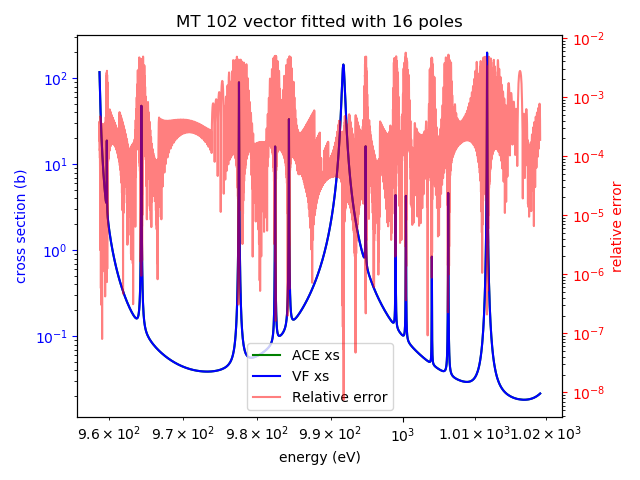 MT 102 vector fitted with 16 poles
cross section (b)
10²
10¹
10⁰
10⁻¹
10⁻²
10⁻³
10⁻⁴
10⁻⁵
10⁻⁶
10⁻⁷
10⁻⁸
relative error
ACE xs
VF xs
Relative error
9.6 × 10² 9.7 × 10² 9.8 × 10² 9.9 × 10² 10³ 1.01 × 10³ 1.02 × 10³
energy (eV)